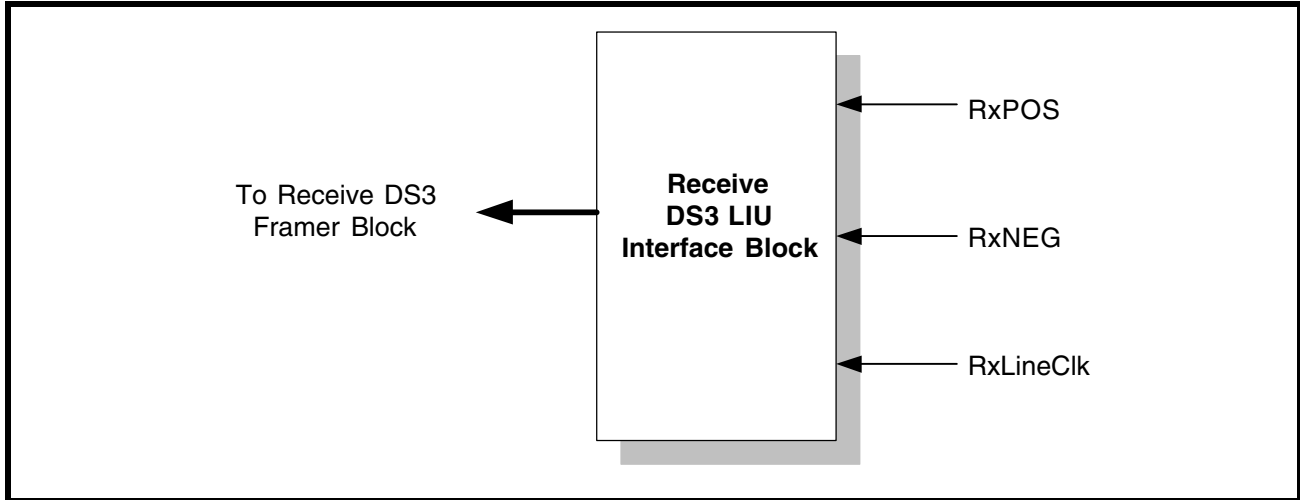 To Receive DS3
Framer Block
Receive
DS3 LIU
Interface Block
RxPOS
RxNEG
RxLineClk